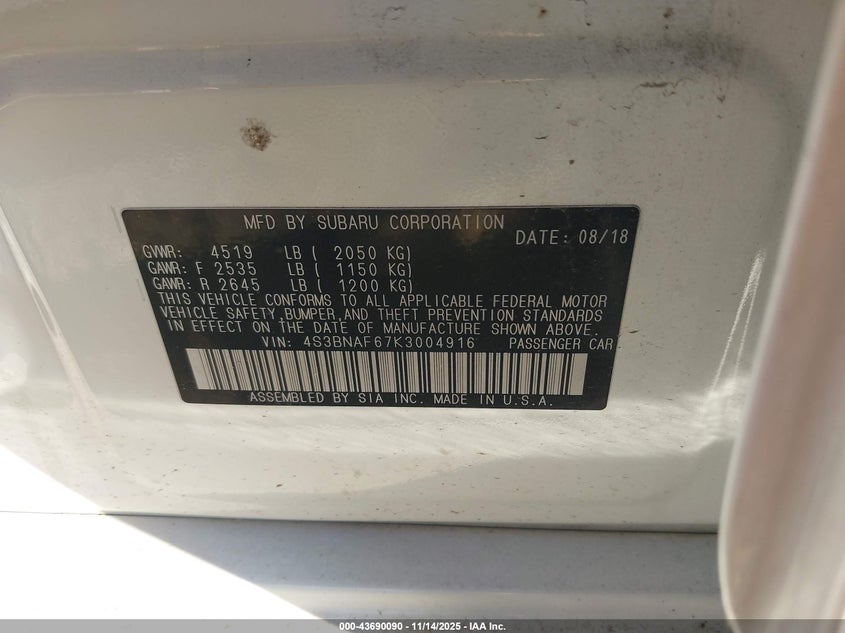 MFD BY SUBARU CORPORATION DATE: 08/18
GVWR: 4519 LB ( 2050 KG)
GAWR: F 2535 LB ( 1150 KG)
GAWR: R 2645 LB ( 1200 KG)
THIS VEHICLE CONFORMS TO ALL APPLICABLE FEDERAL MOTOR
VEHICLE SAFETY, BUMPER, AND THEFT PREVENTION STANDARDS
IN EFFECT ON THE DATE OF MANUFACTURE SHOWN ABOVE.
VIN: 4S3BNAF67K3004916 PASSENGER CAR
ASSEMBLED BY SIA INC. MADE IN U.S.A.
000-43690090 - 11/14/2025 - IAA Inc.